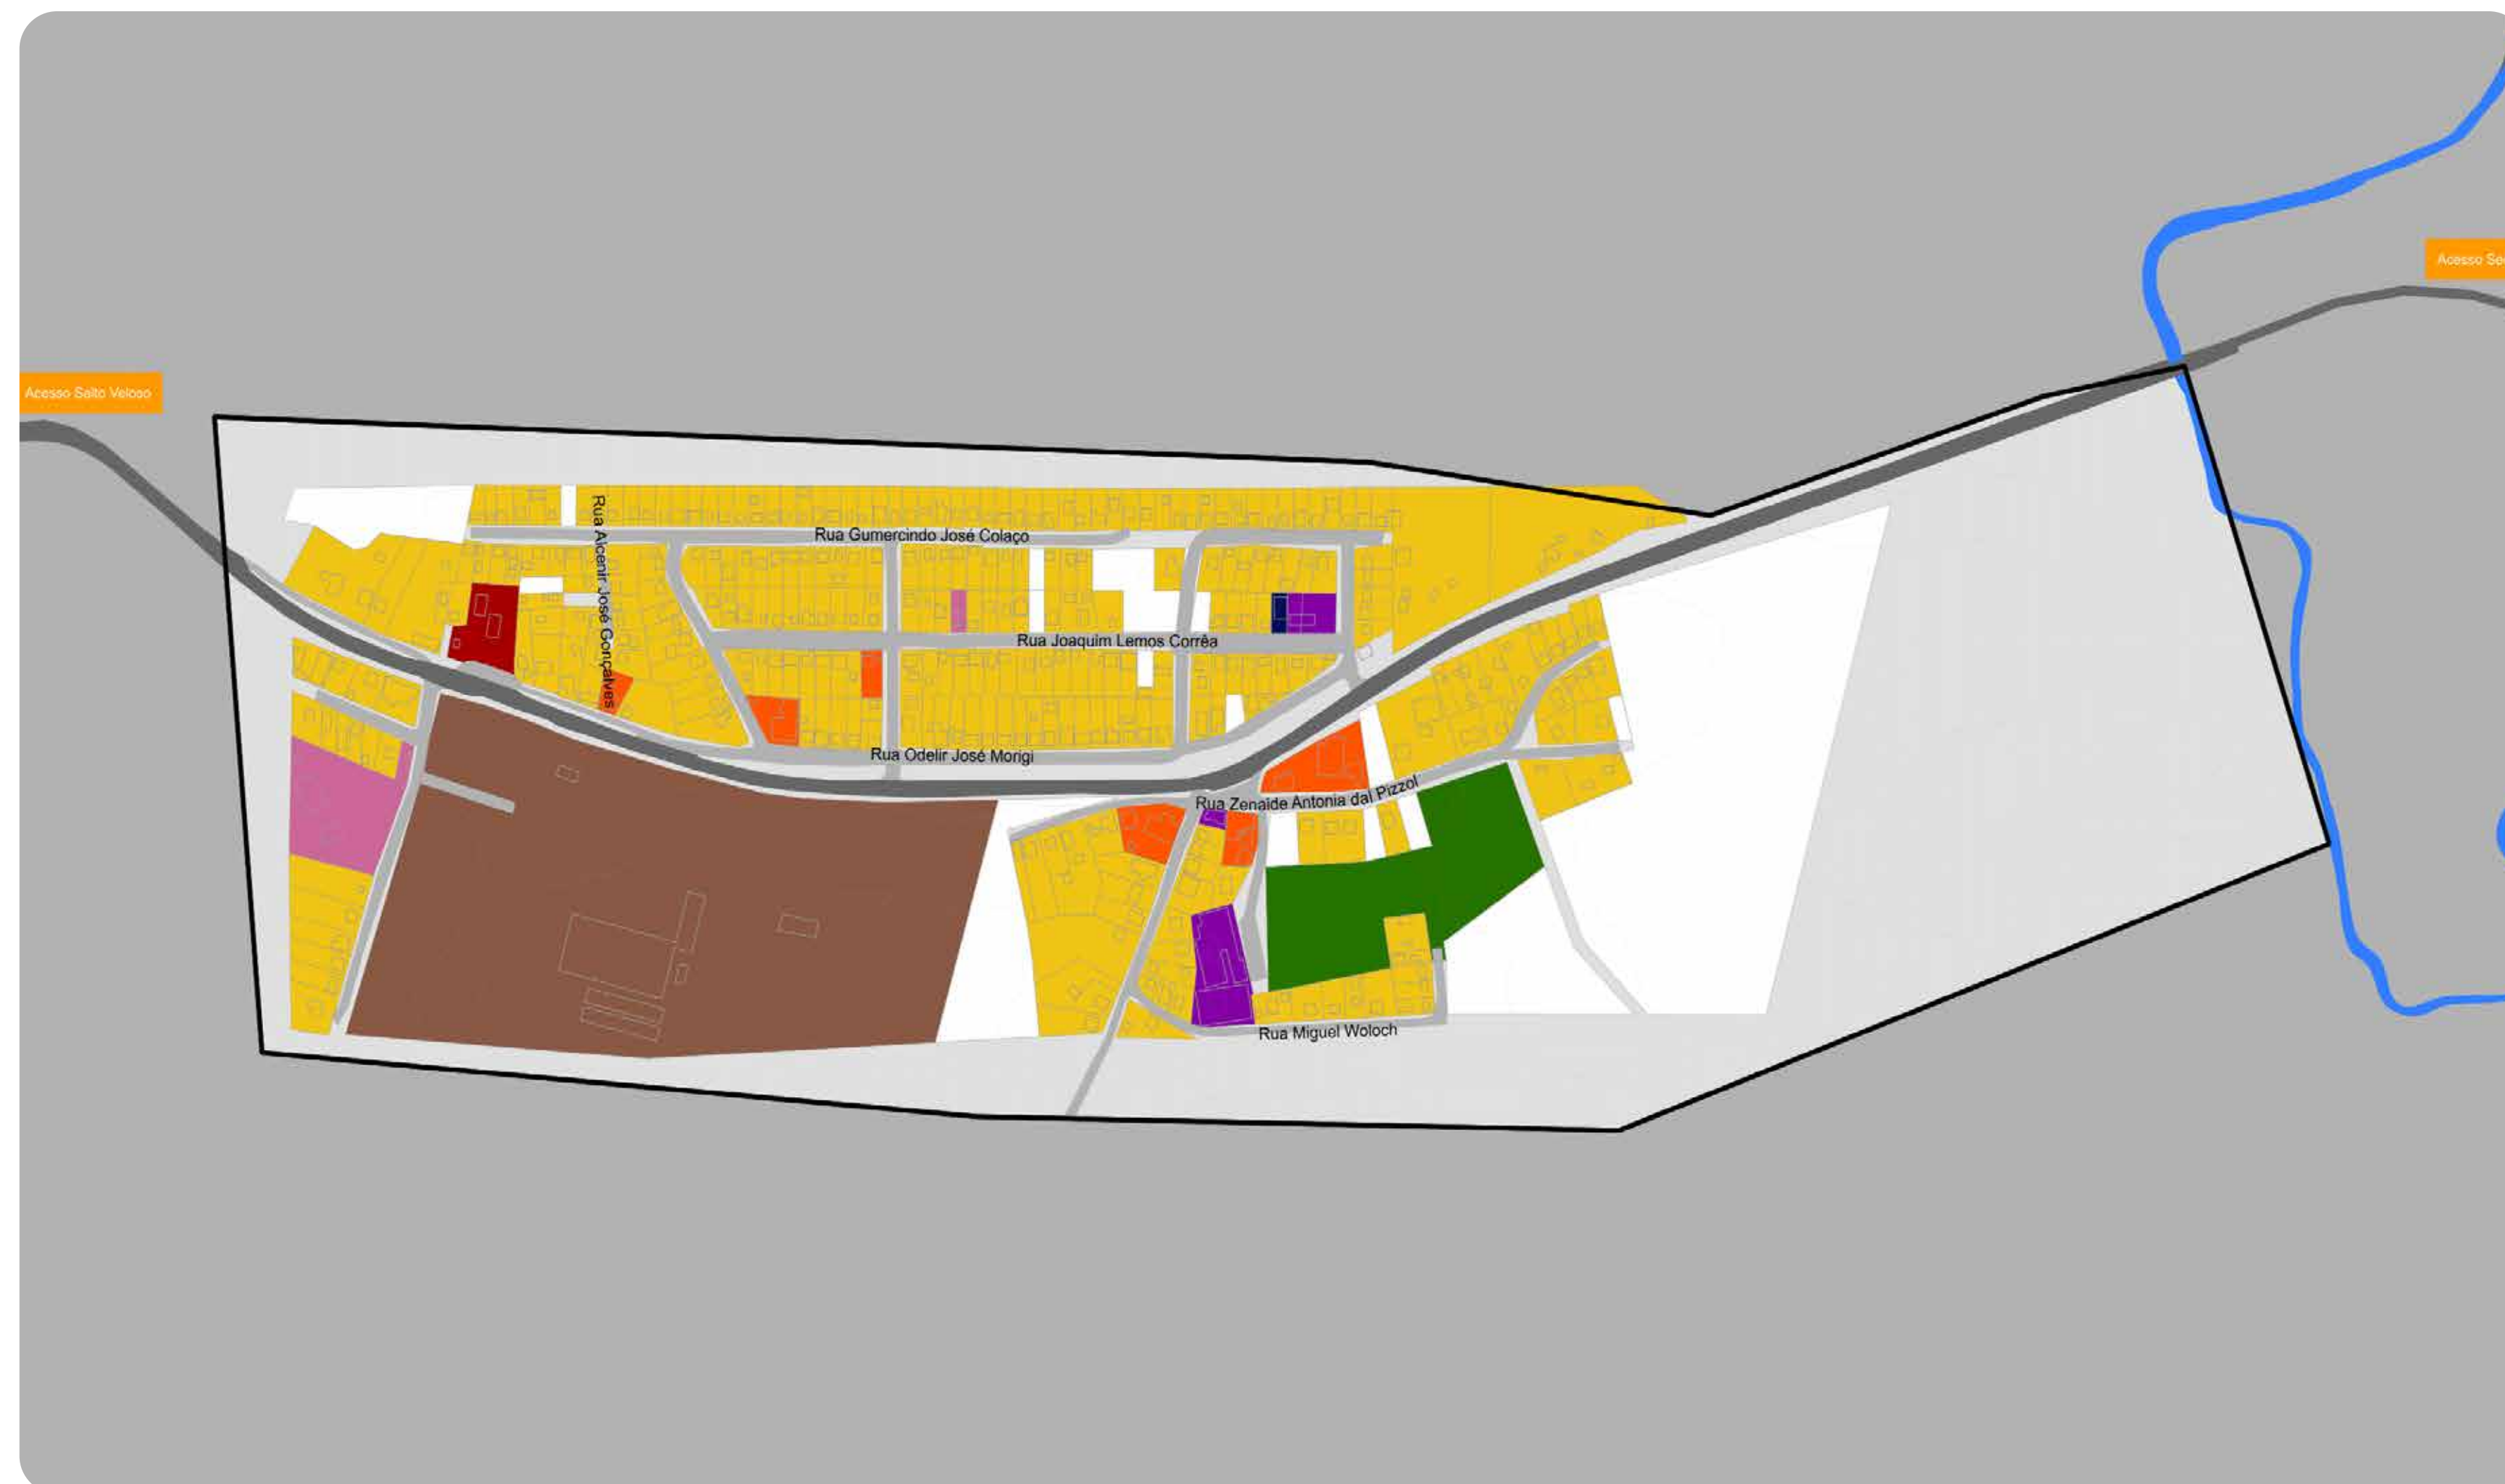 Acesso
Acesso Salto Veloso
Rua Alcenir José Gonçalves
Rua Gumercindo José Colaço
Rua Joaquim Lemos Corrêa
Rua Odelir José Morigi
Rua Zenaide Antonia dal Pizzol
Rua Miguel Woloch